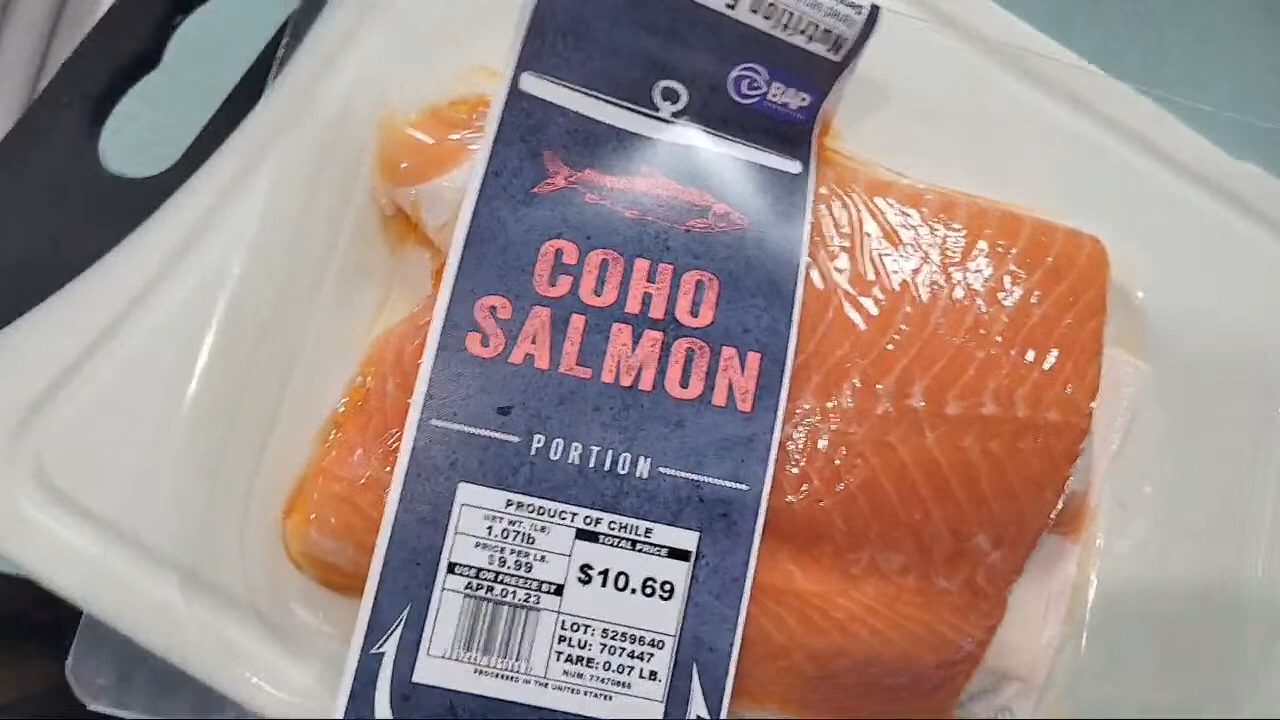 Nutrition
BAP
COHO
SALMON
PORTION
PRODUCT OF CHILE
NET WT. (LB)
1.07lb
PRICE PER LB.
$9.99
USE OR FREEZE BY
APR.01.23
TOTAL PRICE
$10.69
LOT: 5259640
PLU: 707447
TARE: 0.07 LB.
PROCESSED IN THE UNITED STATES